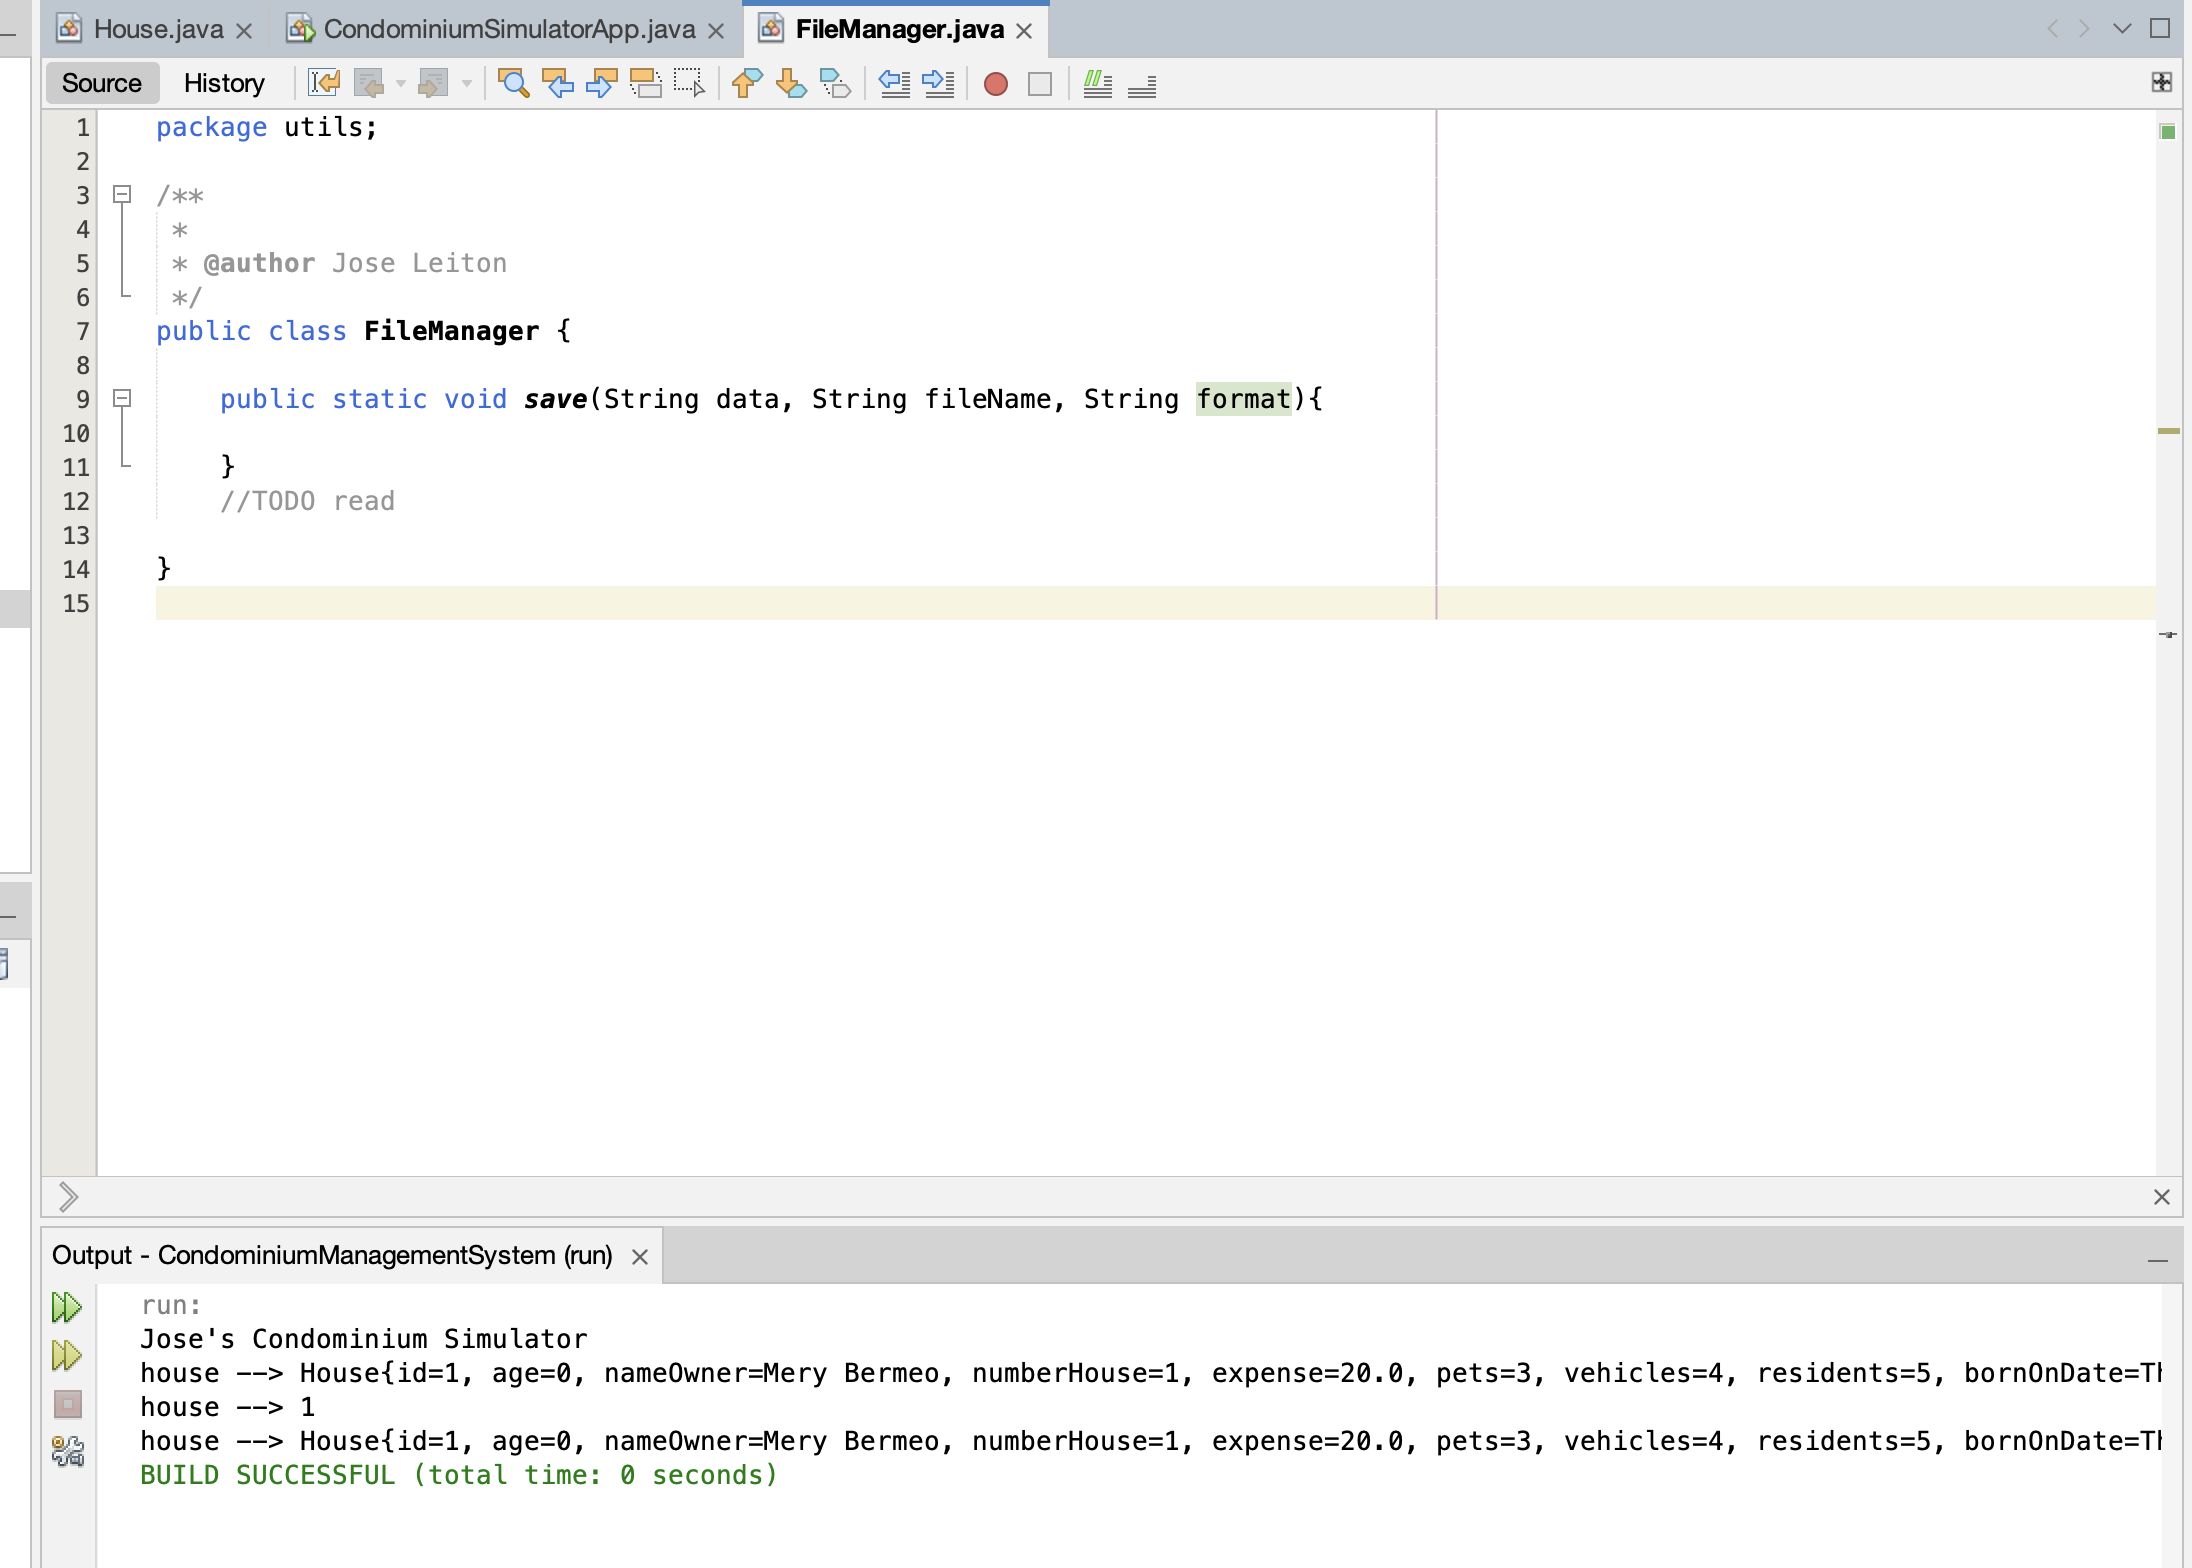 House.java CondominiumSimulatorApp.java FileManager.java
Source History
1 package utils;
2
3 /**
4 *
5 * @author Jose Leiton
6 */
7 public class FileManager {
8
9 public static void save(String data, String fileName, String format){
10
11 }
12 //TODO read
13
14 }
15
Output - CondominiumManagementSystem (run)
run:
Jose's Condominium Simulator
house --> House{id=1, age=0, nameOwner=Mery Bermeo, numberHouse=1, expense=20.0, pets=3, vehicles=4, residents=5, bornOnDate=
house --> 1
house --> House{id=1, age=0, nameOwner=Mery Bermeo, numberHouse=1, expense=20.0, pets=3, vehicles=4, residents=5, bornOnDate=
BUILD SUCCESSFUL (total time: 0 seconds)